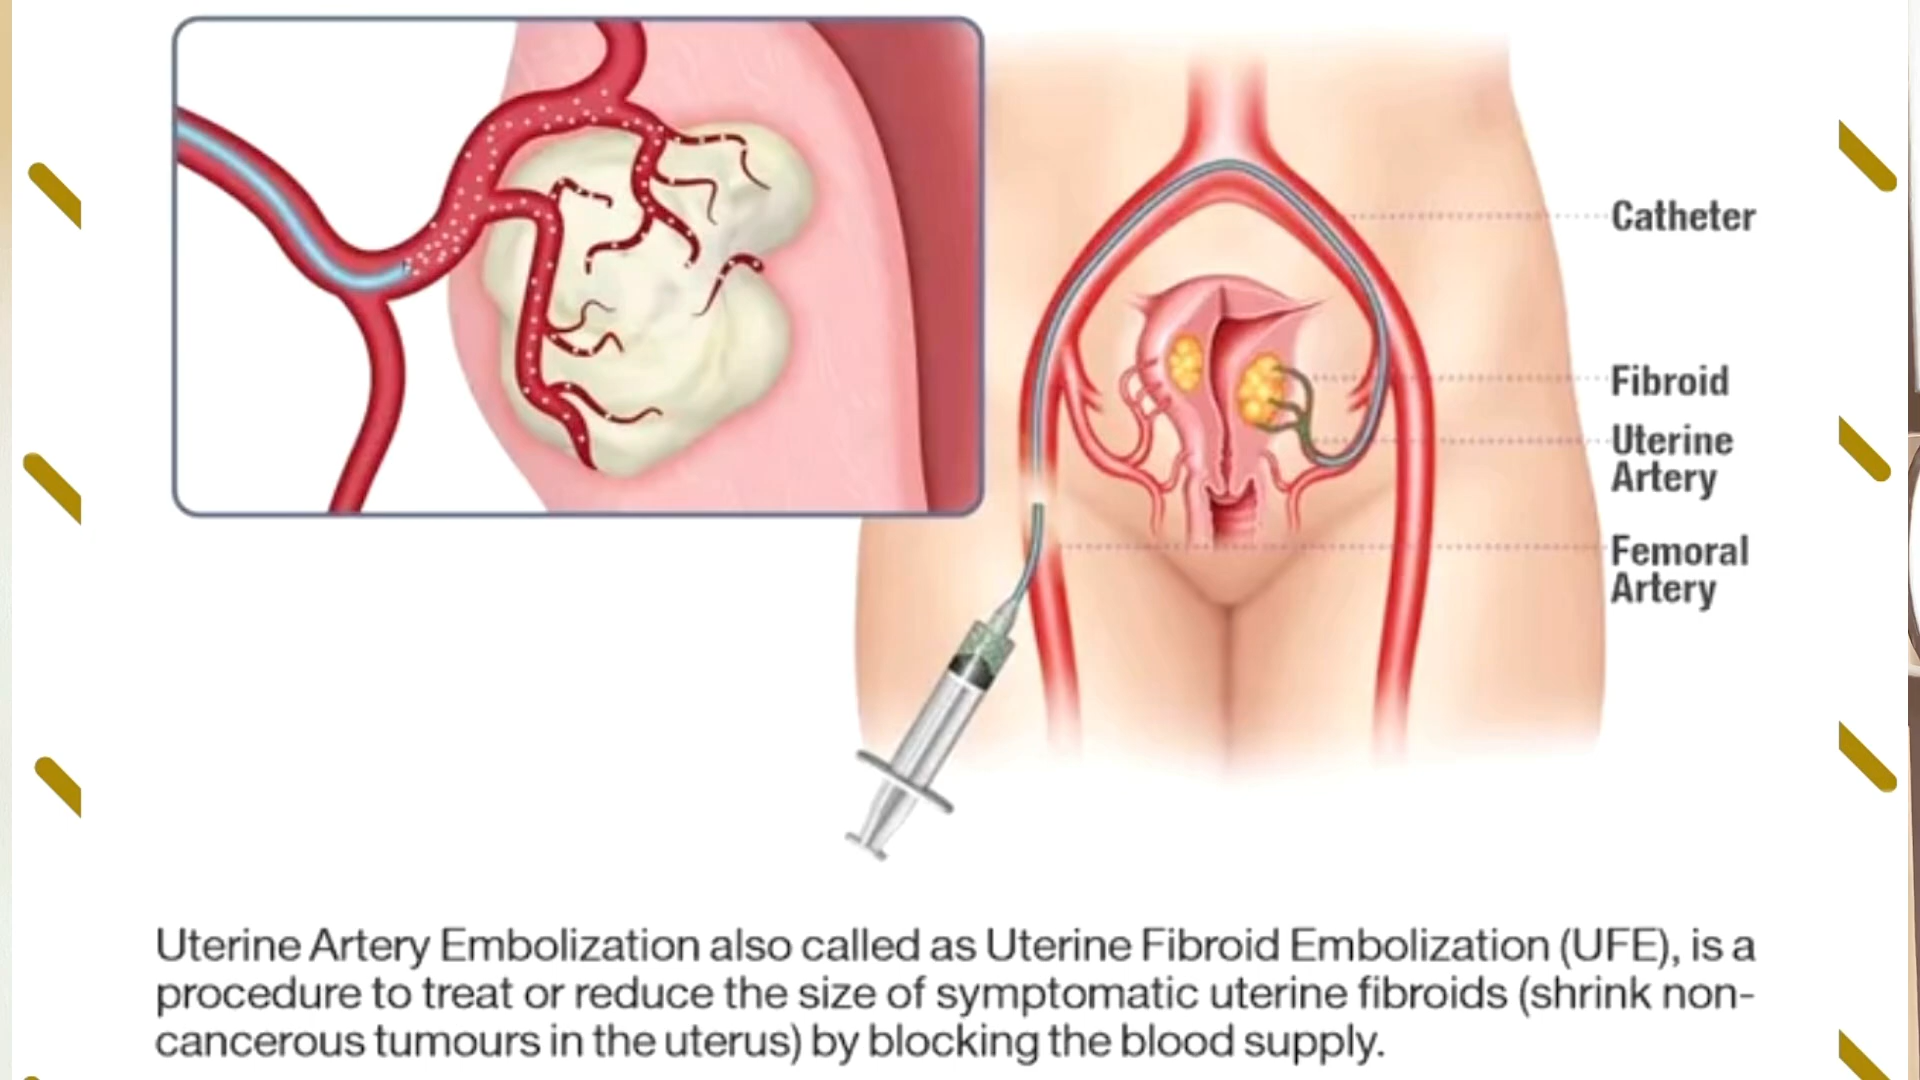 Catheter
Fibroid
Uterine
Artery
Femoral
Artery
Uterine Artery Embolization also called as Uterine Fibroid Embolization (UFE), is a
procedure to treat or reduce the size of symptomatic uterine fibroids (shrink non-
cancerous tumours in the uterus) by blocking the blood supply.